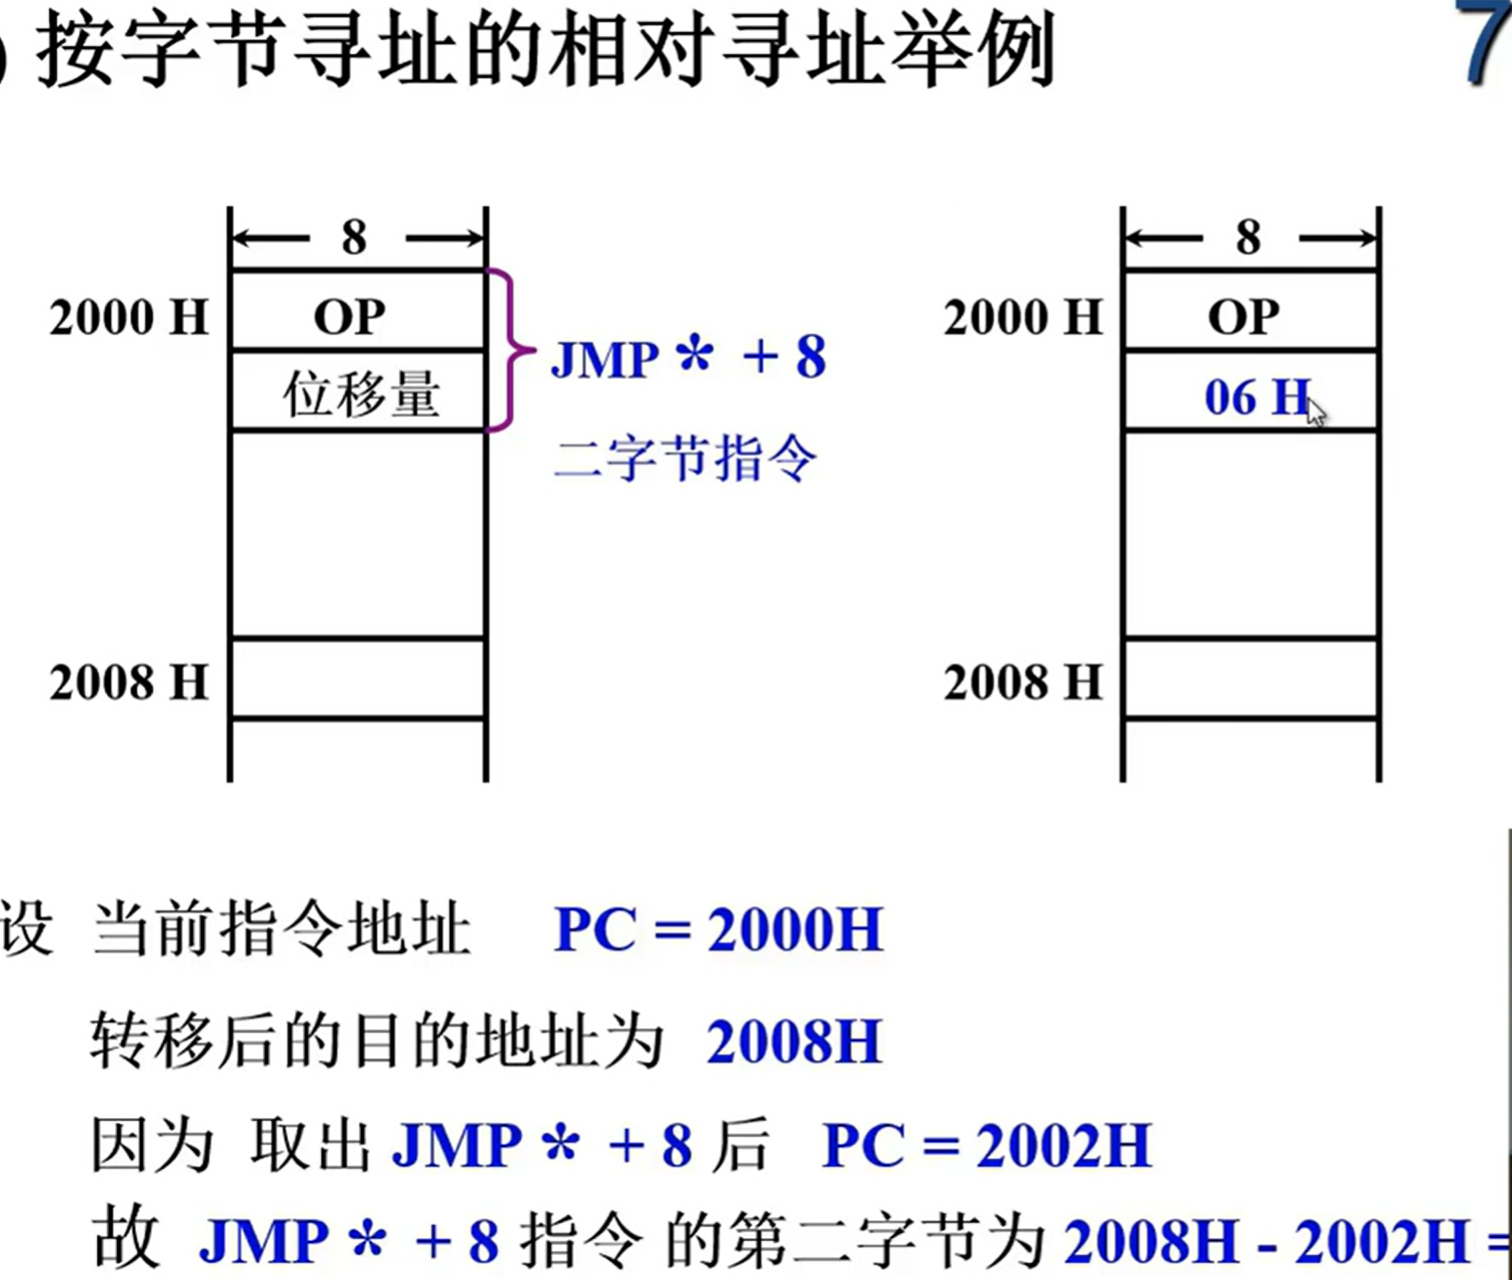 ) 按字节寻址的相对寻址举例
7
8
2000 H
OP
位移量
JMP * + 8
二字节指令
2008 H
8
2000 H
OP
06 H
2008 H
设 当前指令地址 PC = 2000H
转移后的目的地址为 2008H
因为 取出 JMP * + 8 后 PC = 2002H
故 JMP * + 8 指令 的第二字节为 2008H - 2002H =